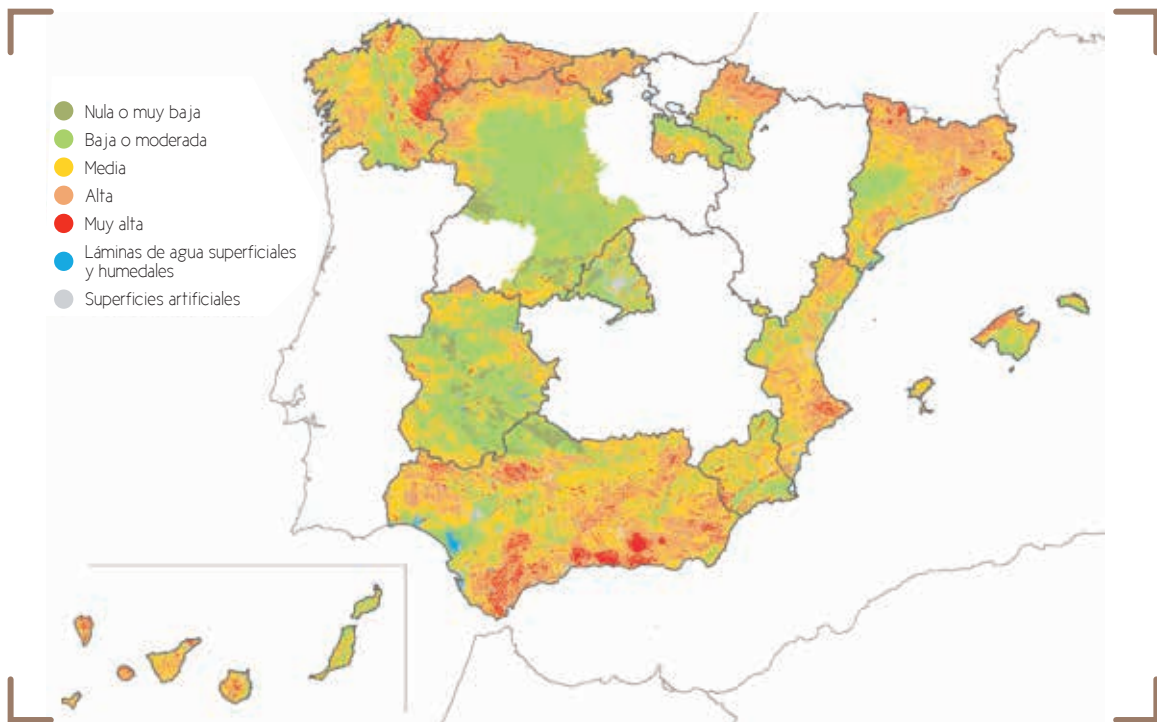 Nula o muy baja
Baja o moderada
Media
Alta
Muy alta
Láminas de agua superficiales
y humedales
Superficies artificiales